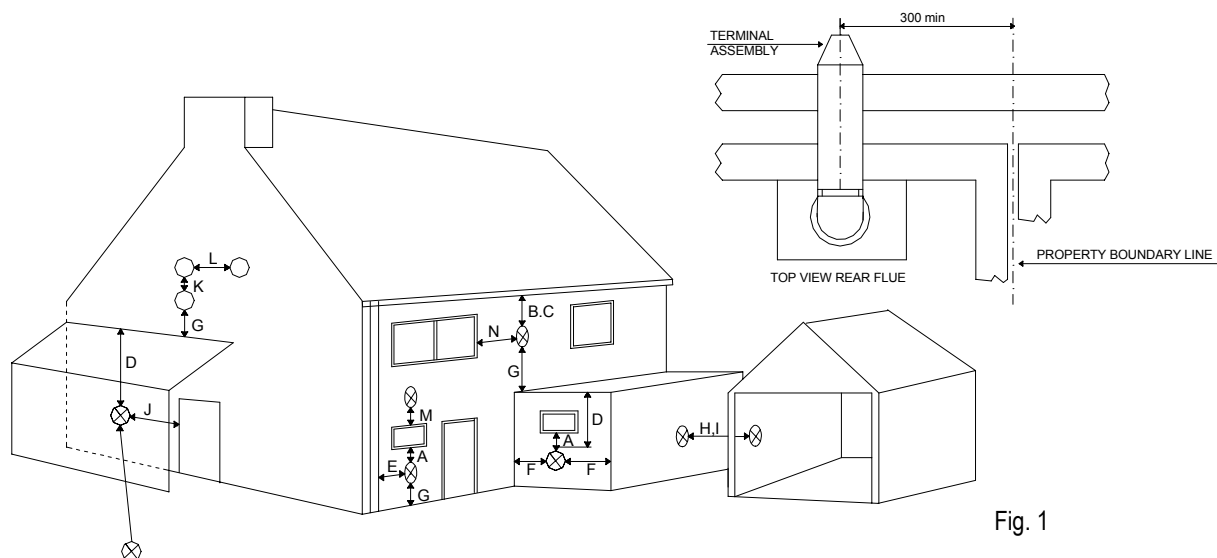 300 min
TERMINAL
ASSEMBLY
PROPERTY BOUNDARY LINE
TOP VIEW REAR FLUE
L
K
G
D
J
B.C
N
G
M
A
E
G
D
A
F
F
H,I
Fig. 1